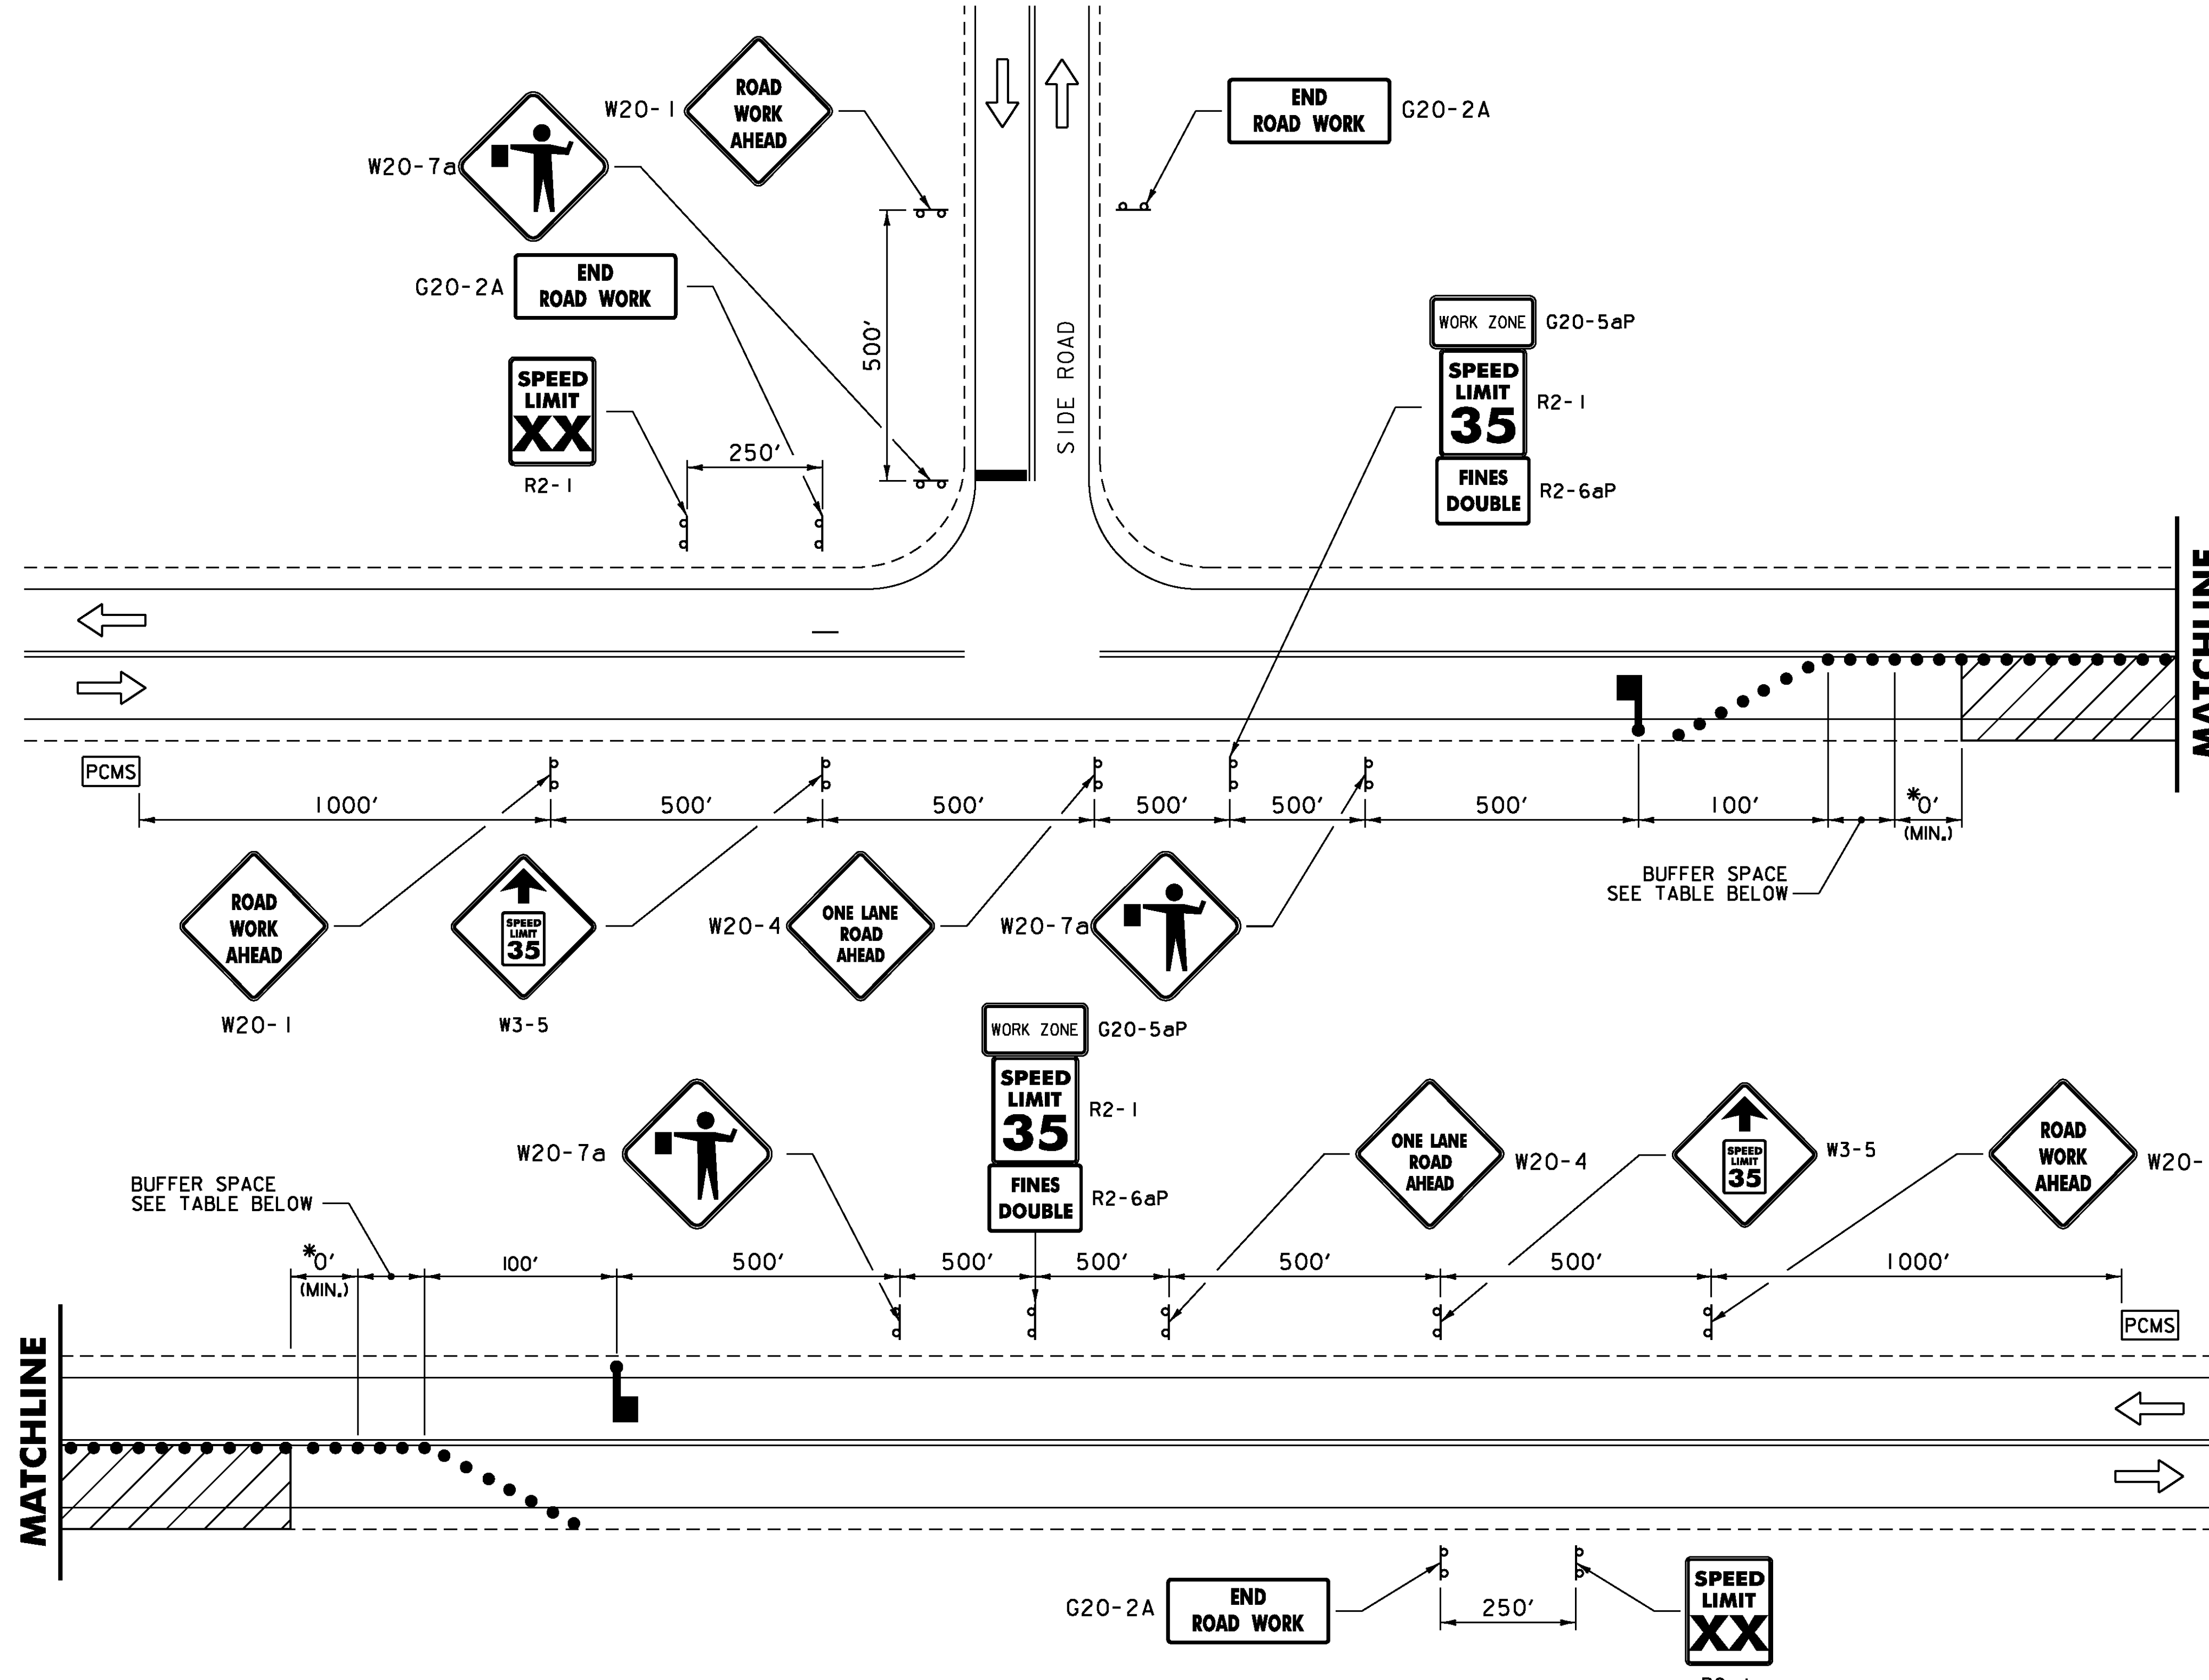 ROAD
WORK
AHEAD
W20-1
END
ROAD WORK
G20-2A
W20-7a
END
ROAD WORK
G20-2A
500'
SIDE ROAD
WORK ZONE
G20-5aP
SPEED
LIMIT
35
R2-1
FINES
DOUBLE
R2-6aP
SPEED
LIMIT
XX
R2-1
250'
MATCHLINE
PCMS
1000'
500'
500'
500'
500'
500'
100'
*0'
(MIN.)
BUFFER SPACE
SEE TABLE BELOW
ROAD
WORK
AHEAD
W20-1
SPEED
LIMIT
35
W3-5
W20-4
ONE LANE
ROAD
AHEAD
W20-7a
WORK ZONE
G20-5aP
SPEED
LIMIT
35
R2-1
FINES
DOUBLE
R2-6aP
W20-7a
ONE LANE
ROAD
AHEAD
W20-4
SPEED
LIMIT
35
W3-5
ROAD
WORK
AHEAD
W20-
BUFFER SPACE
SEE TABLE BELOW
*0'
(MIN.)
100'
500'
500'
500'
500'
500'
1000'
PCMS
MATCHLINE
G20-2A
END
ROAD WORK
250'
SPEED
LIMIT
XX